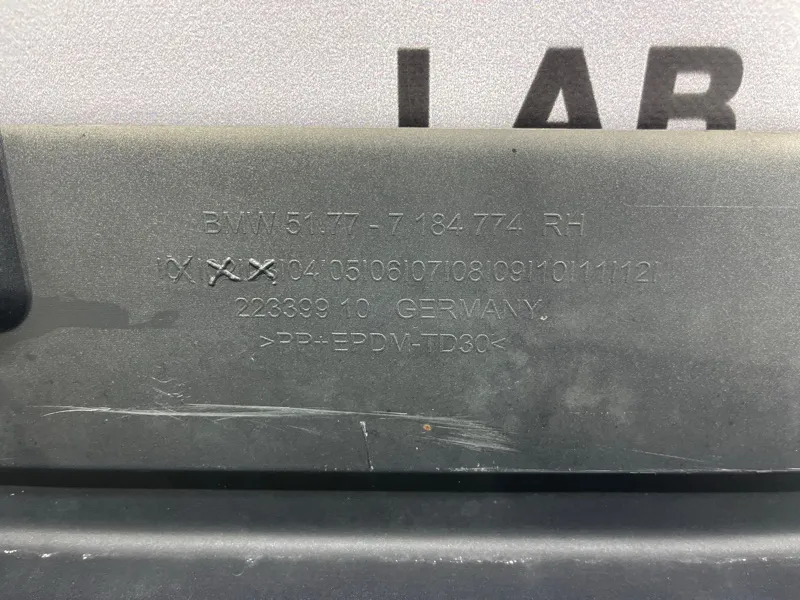 LAB
BMW 51.77 - 7 184 774 RH
|04|05|06|07|08|09|10|11|12|
223399 10 GERMANY
>PP+EPDM-TD30<